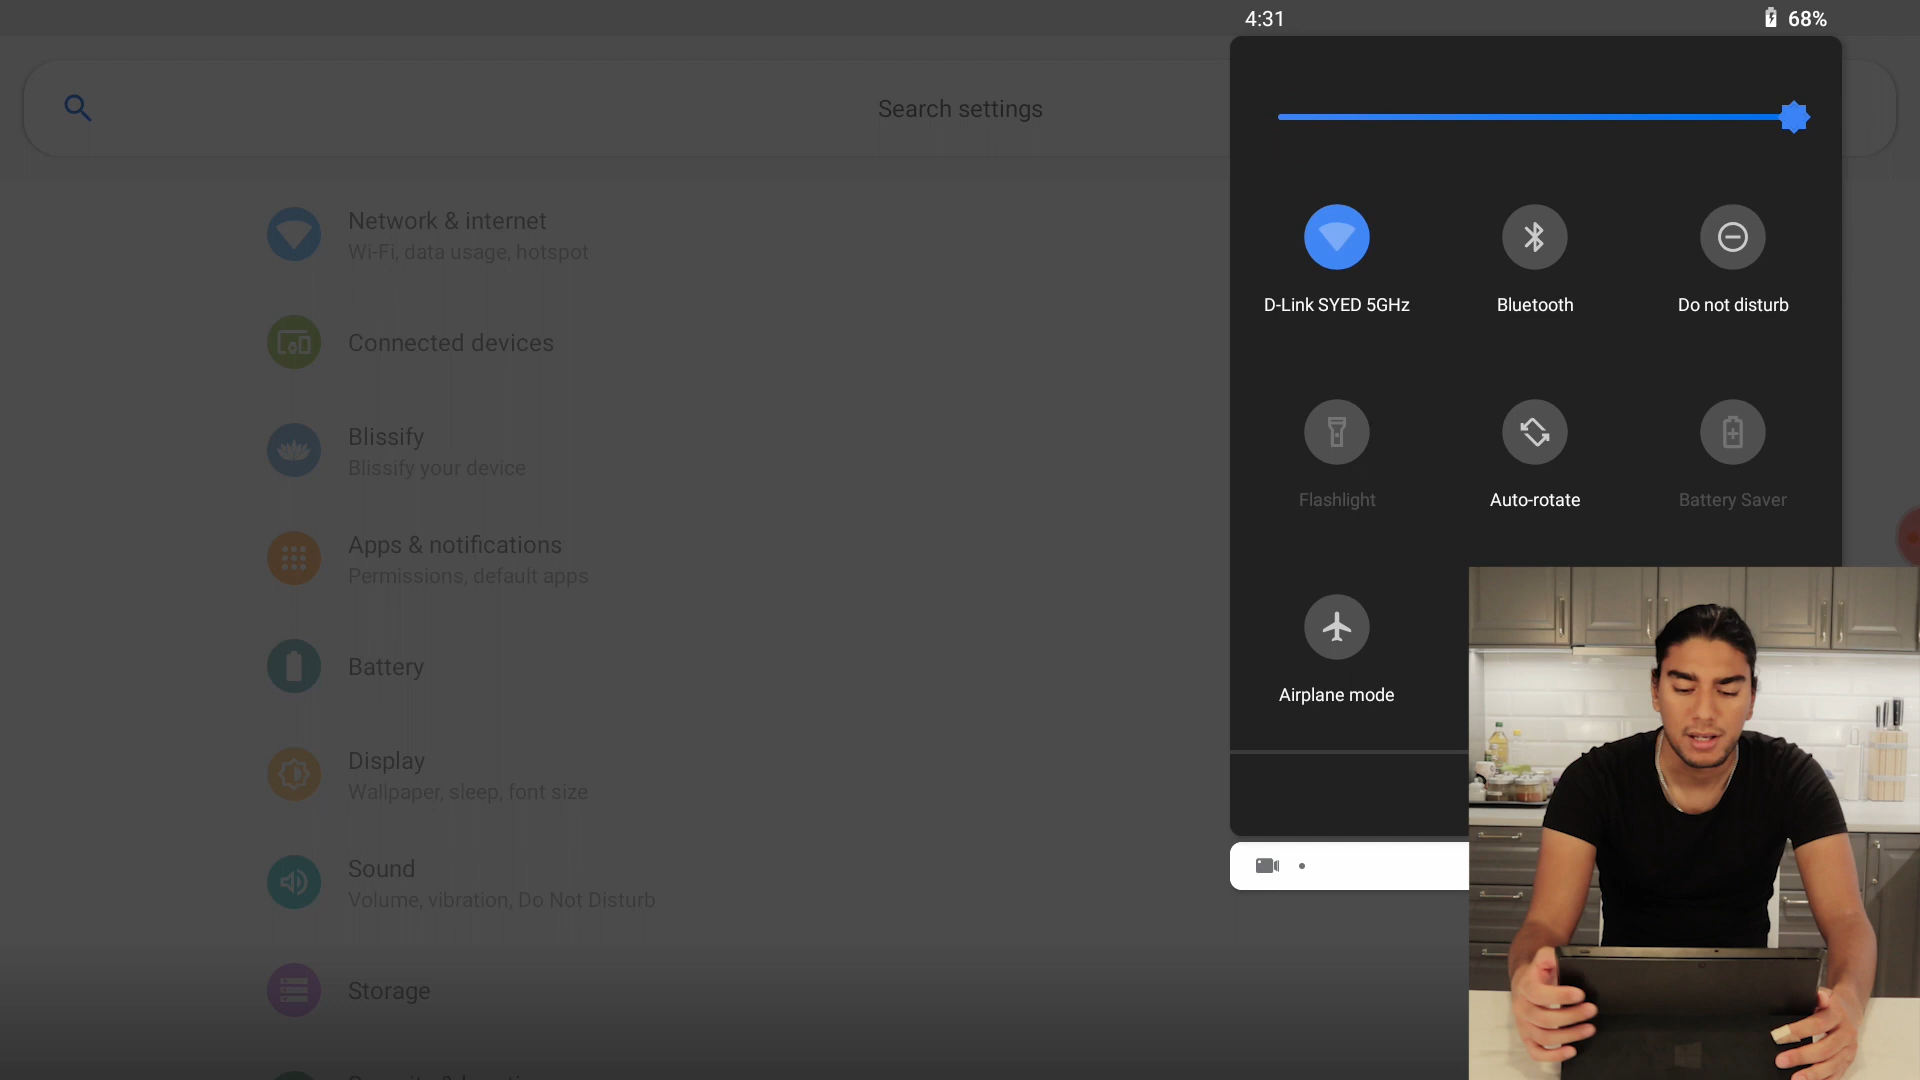 4:31
68%
Search settings
Network & internet
Wi-Fi, data usage, hotspot
Connected devices
Blissify
Blissify your device
Apps & notifications
Permissions, default apps
Battery
Display
Wallpaper, sleep, font size
Sound
Volume, vibration, Do Not Disturb
Storage
D-Link SYED 5GHz
Bluetooth
Do not disturb
Flashlight
Auto-rotate
Battery Saver
Airplane mode